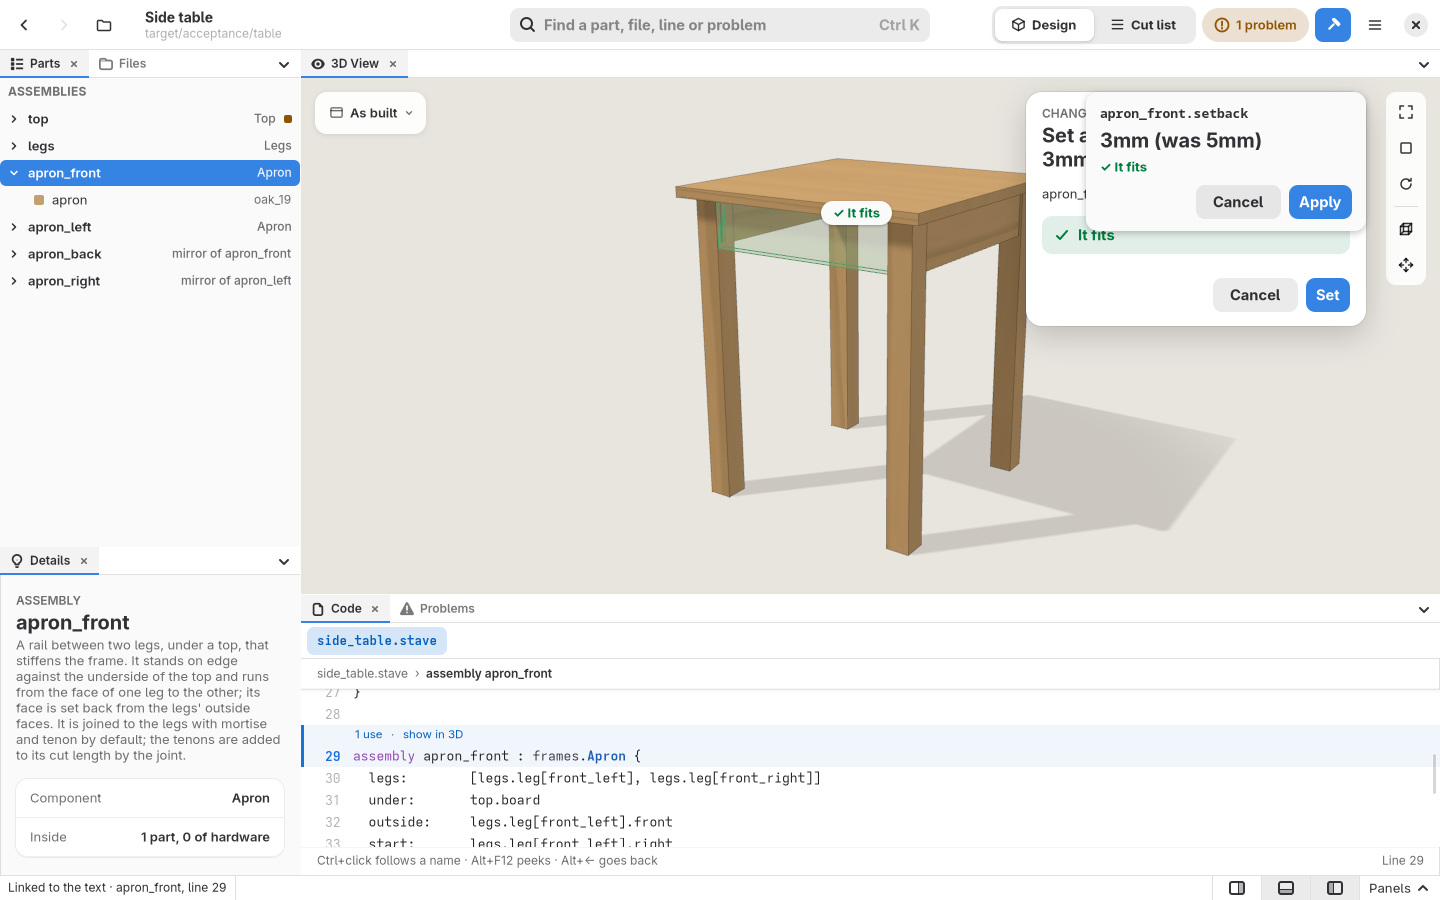 Side table
target/acceptance/table
Find a part, file, line or problem
Ctrl K
Design
Cut list
1 problem
Parts
Files
3D View
ASSEMBLIES
top
Top
legs
Legs
apron_front
Apron
apron
oak_19
apron_left
Apron
apron_back
mirror of apron_front
apron_right
mirror of apron_left
As built
It fits
CHANG
Set a
3mm
apron_f
It fits
Cancel
Set
apron_front.setback
3mm (was 5mm)
It fits
Cancel
Apply
Details
ASSEMBLY
apron_front
A rail between two legs, under a top, that
stiffens the frame. It stands on edge
against the underside of the top and runs
from the face of one leg to the other; its
face is set back from the legs' outside
faces. It is joined to the legs with mortise
and tenon by default; the tenons are added
to its cut length by the joint.
Component
Apron
Inside
1 part, 0 of hardware
Code
Problems
side_table.stave
side_table.stave › assembly apron_front
27 }
28
1 use · show in 3D
29 assembly apron_front : frames.Apron {
30 legs: [legs.leg[front_left], legs.leg[front_right]]
31 under: top.board
32 outside: legs.leg[front_left].front
33 start: legs.leg[front_left].right
Ctrl+click follows a name · Alt+F12 peeks · Alt+← goes back
Line 29
Linked to the text · apron_front, line 29
Panels